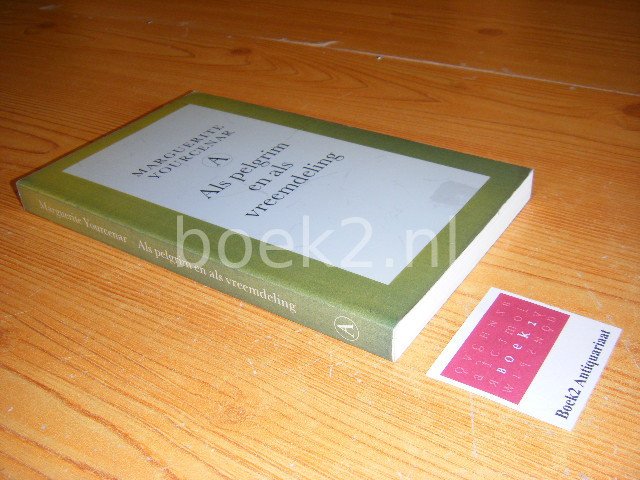 MARGUERITE
YOURCENAR
A
Als pelgrim
en als
vreemdeling
Marguerite Yourcenar Als pelgrim en als vreemdeling
A
boek2.nl
Boek2 Antiquariaat